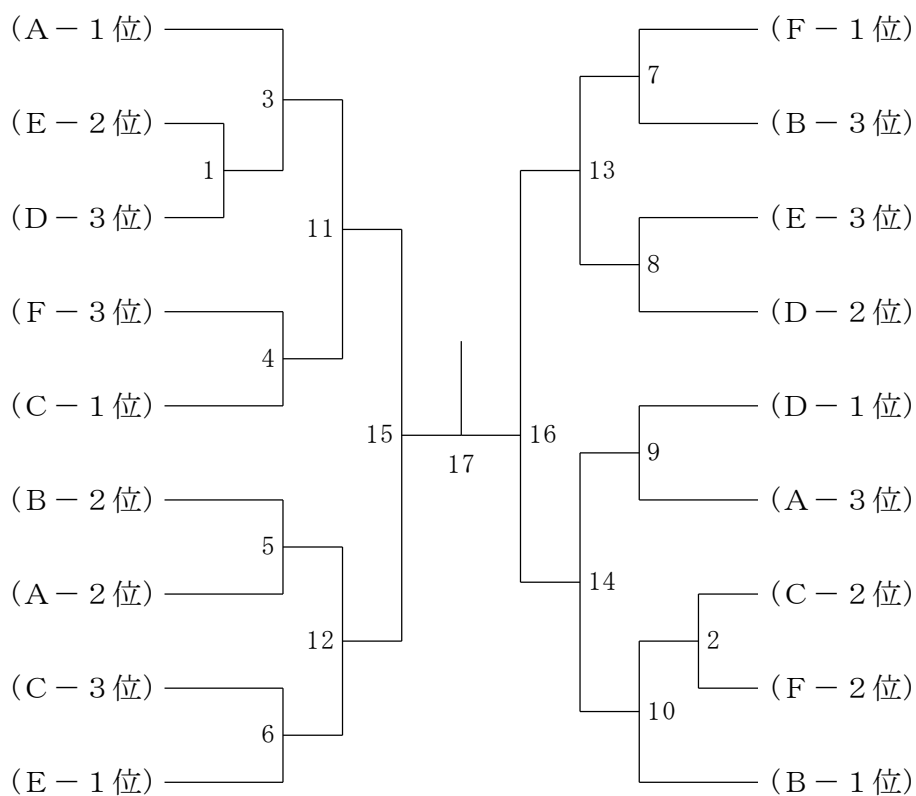 （A－１位）
（E－２位）
（D－３位）
（F－３位）
（C－１位）
（B－２位）
（A－２位）
（C－３位）
（E－１位）
1
3
4
5
6
11
12
15
17
16
13
14
7
8
9
2
10
（F－１位）
（B－３位）
（E－３位）
（D－２位）
（D－１位）
（A－３位）
（C－２位）
（F－２位）
（B－１位）